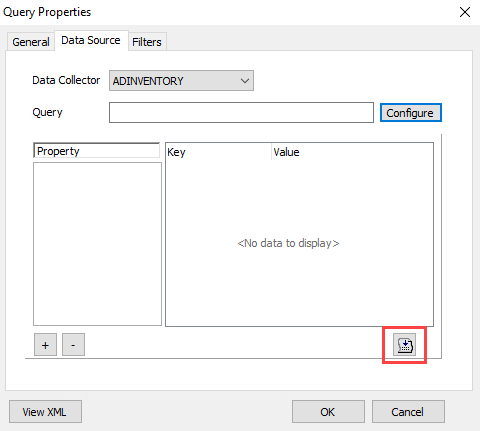 Query Properties
General Data Source Filters
Data Collector ADINVENTORY
Query Configure
Property Key Value
<No data to display>
+ -
View XML OK Cancel